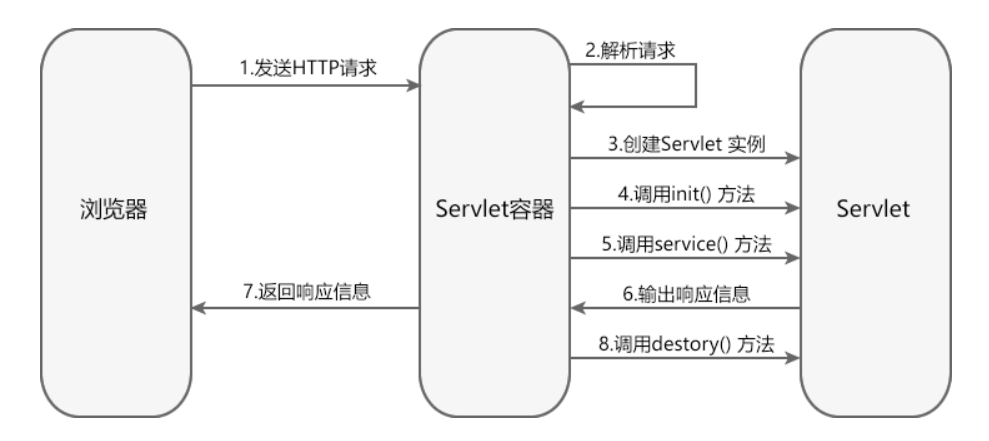 1.发送HTTP请求
2.解析请求
3.创建Servlet 实例
4.调用init() 方法
浏览器
Servlet容器
Servlet
5.调用service() 方法
7.返回响应信息
6.输出响应信息
8.调用destory() 方法